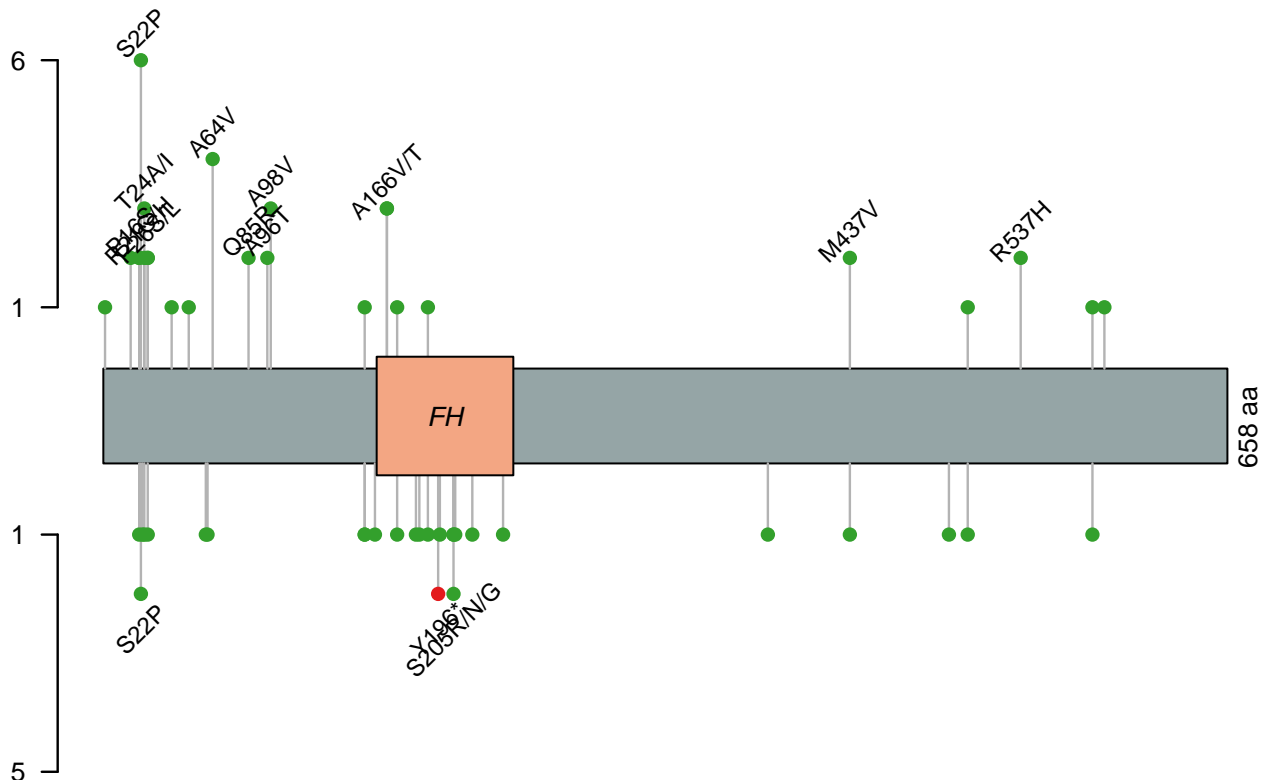 6
1
S22P
T24A/I
A64V
A98V
Q85R
A96T
A166V/T
M437V
R537H
FH
658 aa
1
5
S22P
Y196*
S205R/N/G